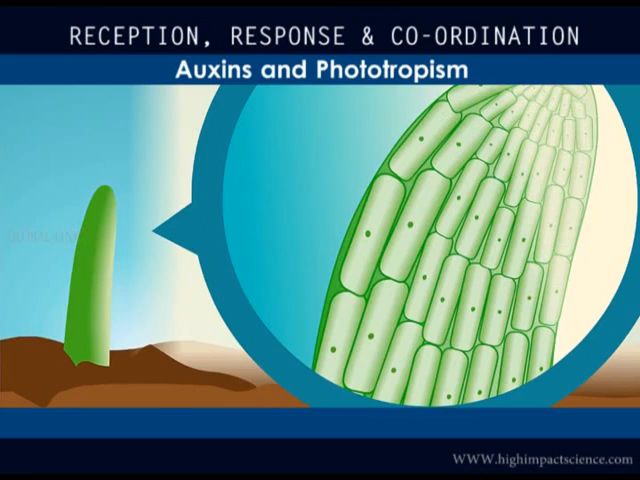 RECEPTION, RESPONSE & CO-ORDINATION
Auxins and Phototropism
WWW.highimpactscience.com